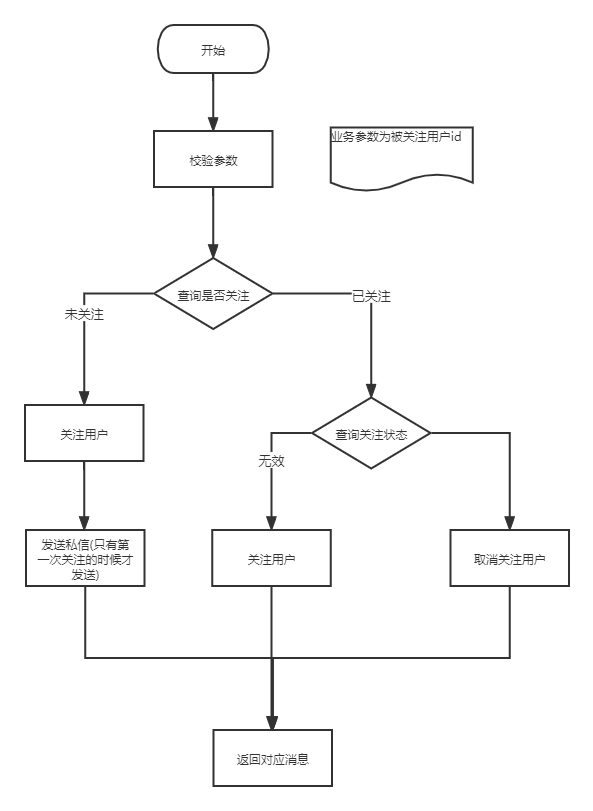 开始
业务参数为被关注用户id
校验参数
查询是否关注
已关注
未关注
关注用户
查询关注状态
无效
发送私信(只有第
一次关注的时候才
发送)
关注用户
取消关注用户
返回对应消息